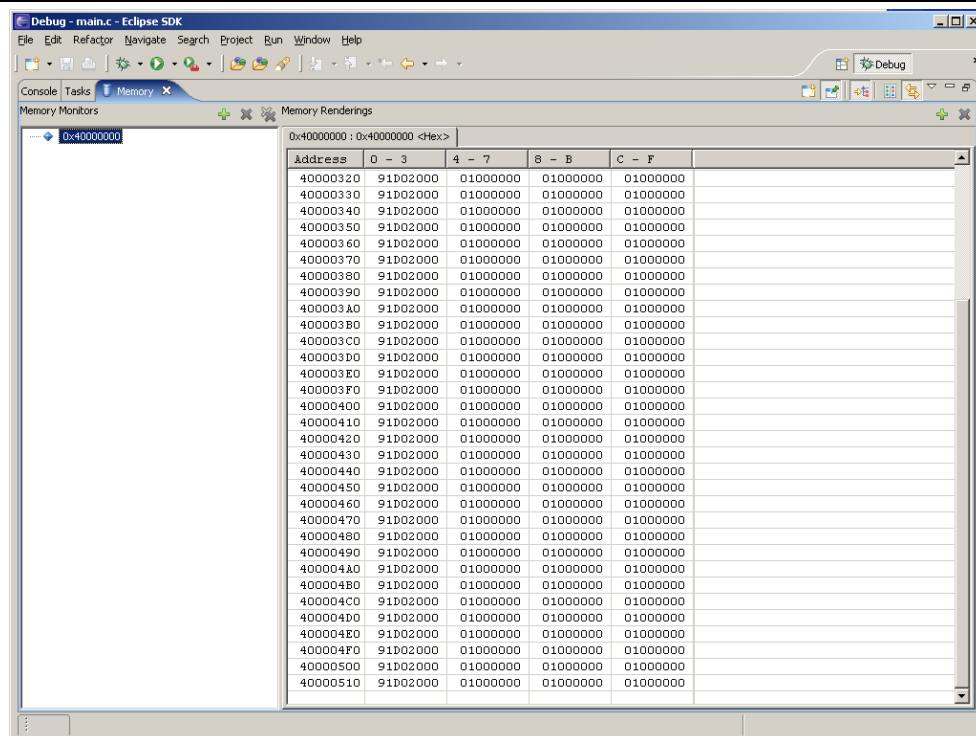 Debug - main.c - Eclipse SDK
File Edit Refactor Navigate Search Project Run Window Help
Debug
Console Tasks Memory
Memory Monitors
Memory Renderings
0x40000000
0x40000000 : 0x40000000 <Hex>
Address 0 - 3 4 - 7 8 - B C - F
40000320 91D02000 01000000 01000000 01000000
40000330 91D02000 01000000 01000000 01000000
40000340 91D02000 01000000 01000000 01000000
40000350 91D02000 01000000 01000000 01000000
40000360 91D02000 01000000 01000000 01000000
40000370 91D02000 01000000 01000000 01000000
40000380 91D02000 01000000 01000000 01000000
40000390 91D02000 01000000 01000000 01000000
400003A0 91D02000 01000000 01000000 01000000
400003B0 91D02000 01000000 01000000 01000000
400003C0 91D02000 01000000 01000000 01000000
400003D0 91D02000 01000000 01000000 01000000
400003E0 91D02000 01000000 01000000 01000000
400003F0 91D02000 01000000 01000000 01000000
40000400 91D02000 01000000 01000000 01000000
40000410 91D02000 01000000 01000000 01000000
40000420 91D02000 01000000 01000000 01000000
40000430 91D02000 01000000 01000000 01000000
40000440 91D02000 01000000 01000000 01000000
40000450 91D02000 01000000 01000000 01000000
40000460 91D02000 01000000 01000000 01000000
40000470 91D02000 01000000 01000000 01000000
40000480 91D02000 01000000 01000000 01000000
40000490 91D02000 01000000 01000000 01000000
400004A0 91D02000 01000000 01000000 01000000
400004B0 91D02000 01000000 01000000 01000000
400004C0 91D02000 01000000 01000000 01000000
400004D0 91D02000 01000000 01000000 01000000
400004E0 91D02000 01000000 01000000 01000000
400004F0 91D02000 01000000 01000000 01000000
40000500 91D02000 01000000 01000000 01000000
40000510 91D02000 01000000 01000000 01000000